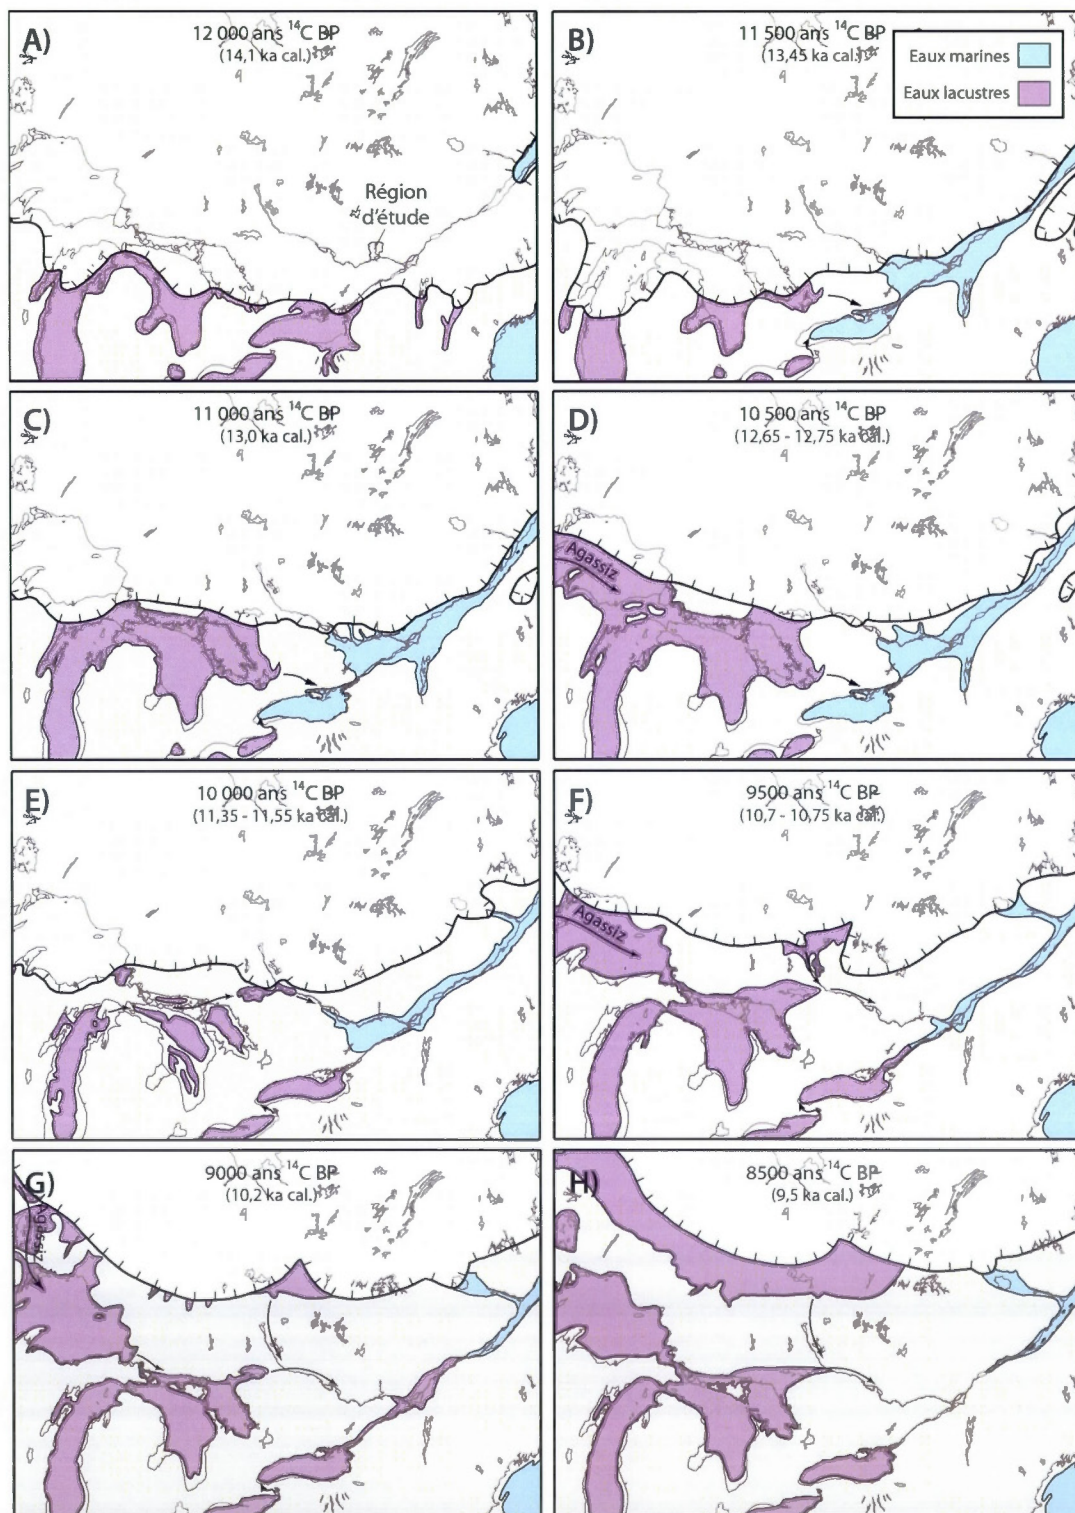 A)
12 000 ans ¹⁴C BP
(14,1 ka cal.)
Région
d'étude
B)
11 500 ans ¹⁴C BP
(13,45 ka cal.)
Eaux marines
Eaux lacustres
C)
11 000 ans ¹⁴C BP
(13,0 ka cal.)
D)
10 500 ans ¹⁴C BP
(12,65 - 12,75 ka cal.)
Agassiz
E)
10 000 ans ¹⁴C BP
(11,35 - 11,55 ka cal.)
F)
9500 ans ¹⁴C BP
(10,7 - 10,75 ka cal.)
Agassiz
G)
9000 ans ¹⁴C BP
(10,2 ka cal.)
Agassiz
H)
8500 ans ¹⁴C BP
(9,5 ka cal.)